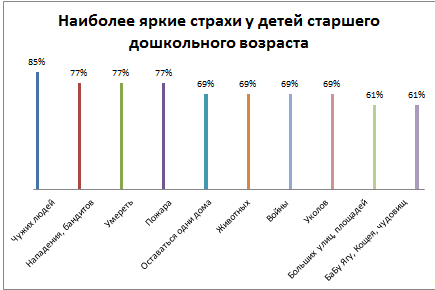 Наиболее яркие страхи у детей старшего
дошкольного возраста
85%
77%
77%
77%
69%
69%
69%
69%
61%
61%
Чужих людей
Нападения, бандитов
Умереть
Пожара
Оставаться одни дома
Животных
Войны
Уколов
Больших улиц, площадей
БаБу Ягу, Кощея, чудовищ